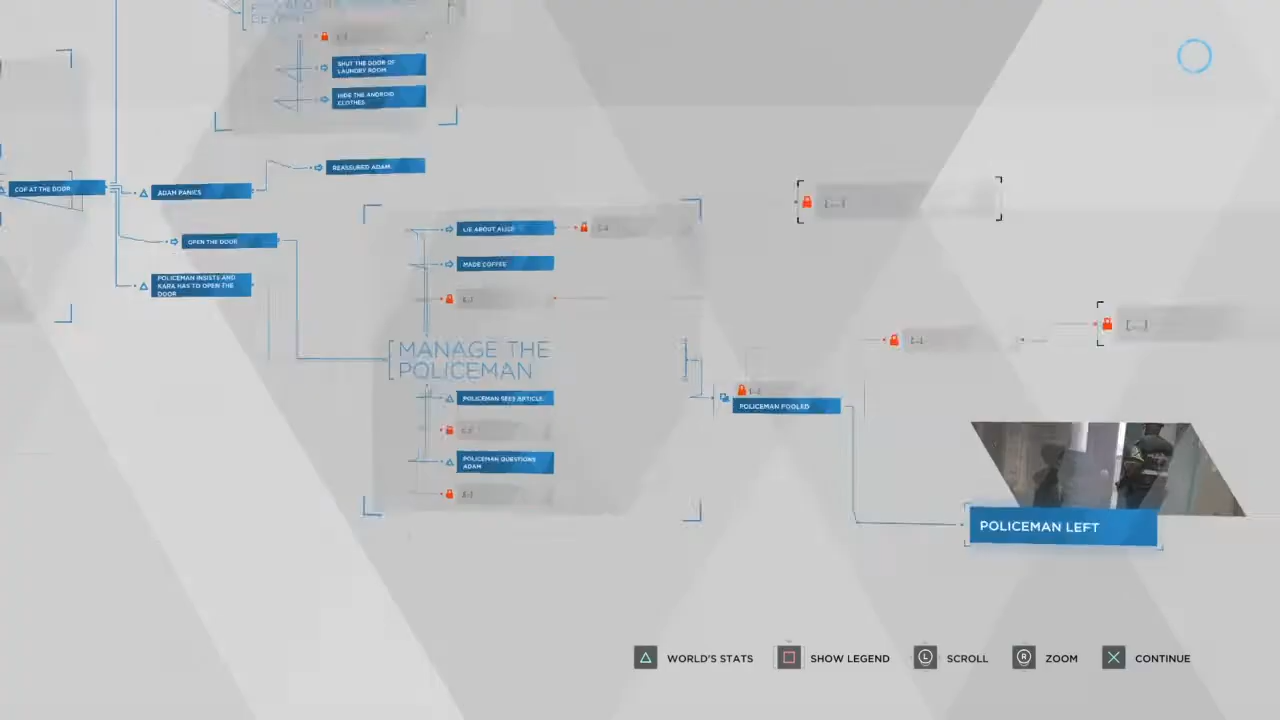 SHUT THE DOOR OF
LAUNDRY ROOM
HIDE THE ANDROID
CLOTHES
REASSURED ADAM
COP AT THE DOOR
ADAM PANICS
OPEN THE DOOR
POLICEMAN INSISTS AND
KARA HAS TO OPEN THE
DOOR
LIE ABOUT ALICE
MADE COFFEE
MANAGE THE
POLICEMAN
POLICEMAN SEES ARTICLE
POLICEMAN QUESTIONS
ADAM
POLICEMAN FOOLED
POLICEMAN LEFT
WORLD'S STATS
SHOW LEGEND
L SCROLL
R ZOOM
CONTINUE